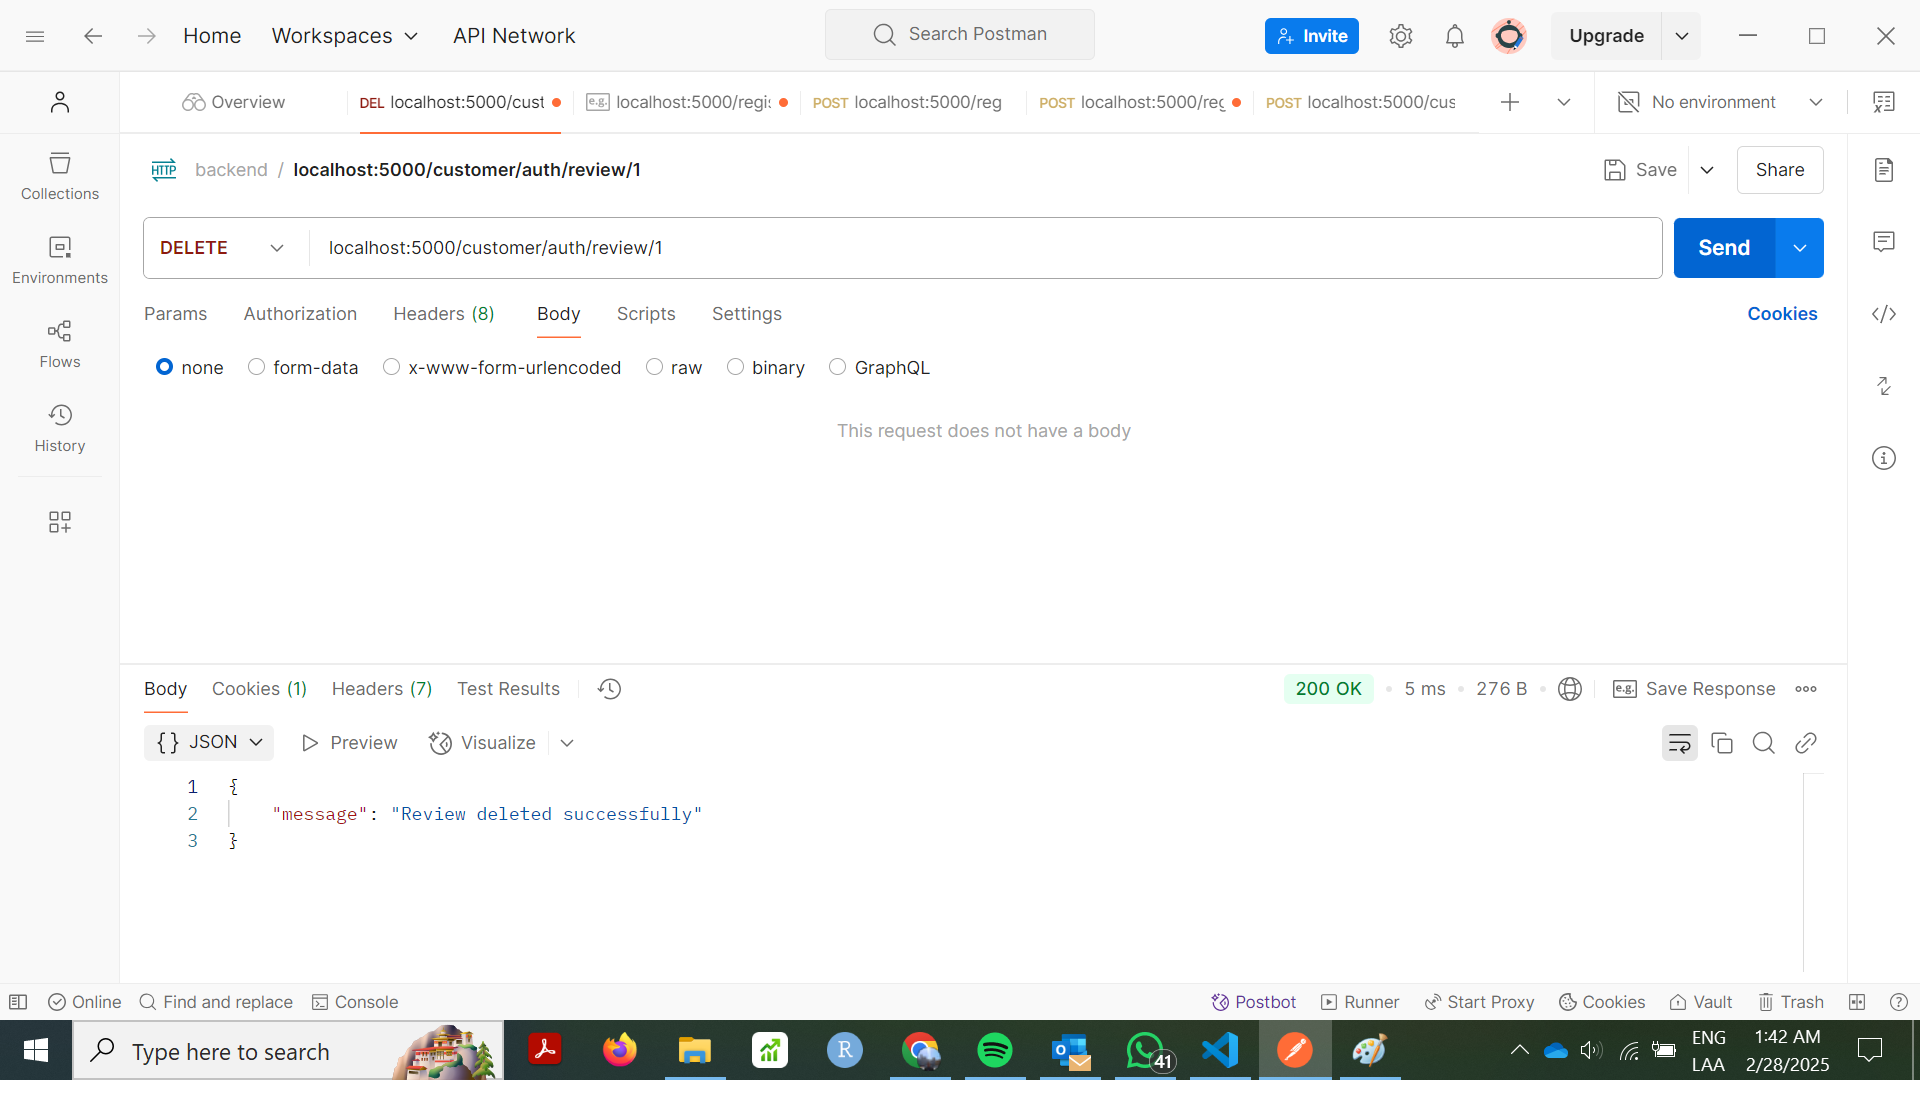 Home Workspaces API Network Search Postman Invite Upgrade
Overview DEL localhost:5000/cust e.g. localhost:5000/regi POST localhost:5000/reg POST localhost:5000/reg POST localhost:5000/cus No environment
HTTP backend / localhost:5000/customer/auth/review/1 Save Share
Collections
DELETE localhost:5000/customer/auth/review/1 Send
Environments
Params Authorization Headers (8) Body Scripts Settings Cookies
Flows
none form-data x-www-form-urlencoded raw binary GraphQL
This request does not have a body
History
Body Cookies (1) Headers (7) Test Results 200 OK 5 ms 276 B e.g. Save Response
{} JSON Preview Visualize
1 {
2 "message": "Review deleted successfully"
3 }
Online Find and replace Console Postbot Runner Start Proxy Cookies Vault Trash
Type here to search R 41 ENG 1:42 AM
LAA 2/28/2025